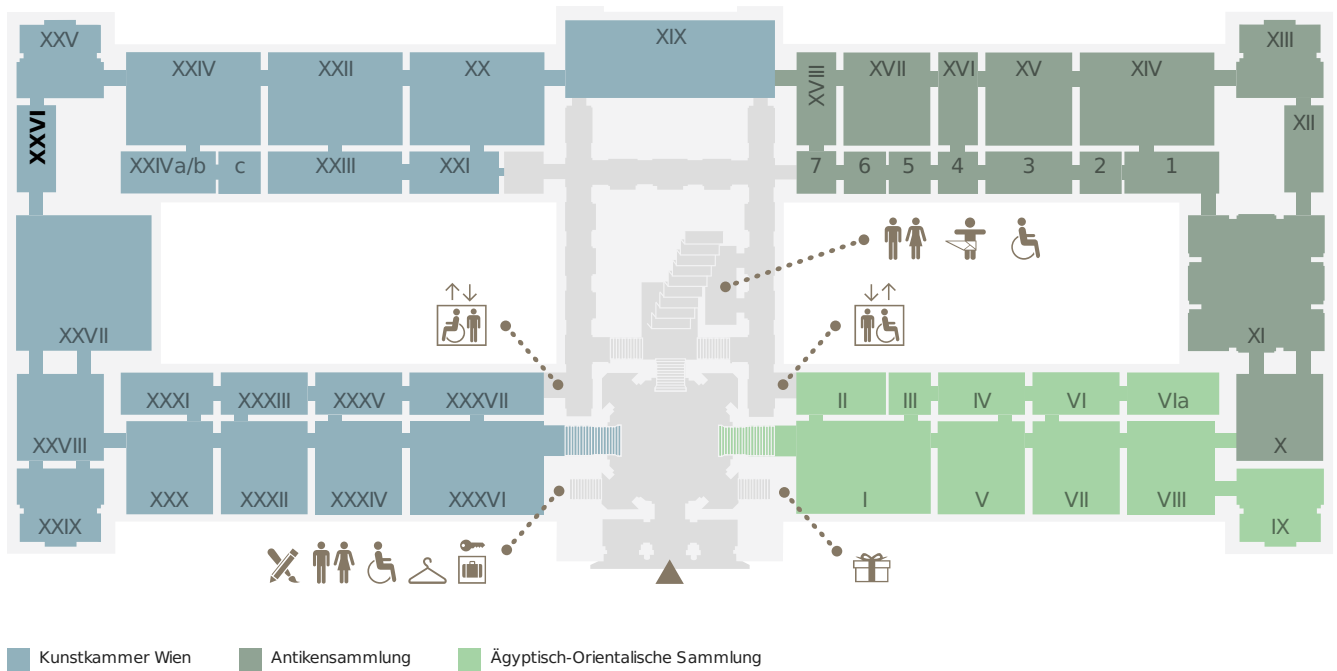 XXV
XXIV
XXII
XX
XIX
XVIII
XVII
XVI
XV
XIV
XIII
XXVI
XII
XXIVa/b
c
XXIII
XXI
7
6
5
4
3
2
1
XXVII
XI
XXXI
XXXIII
XXXV
XXXVII
II
III
IV
VI
VIa
XXVIII
X
XXX
XXXII
XXXIV
XXXVI
I
V
VII
VIII
XXIX
IX
Kunstkammer Wien
Antikensammlung
Ägyptisch-Orientalische Sammlung